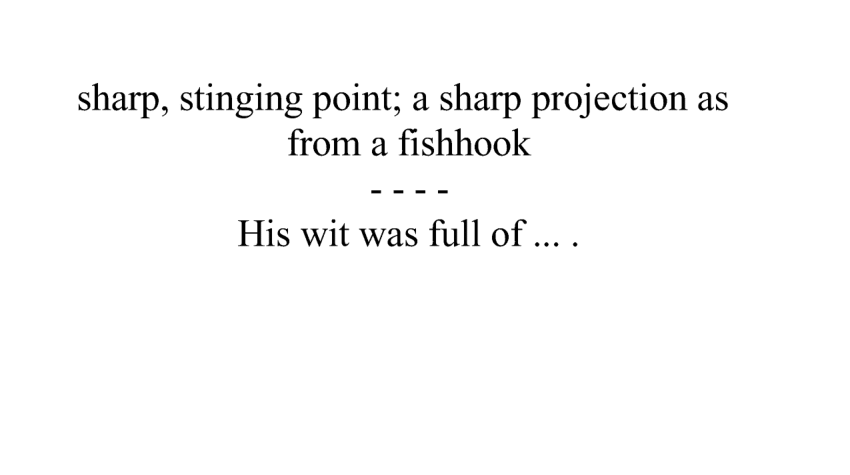 sharp, stinging point; a sharp projection as
from a fishhook
- - - -
His wit was full of ... .